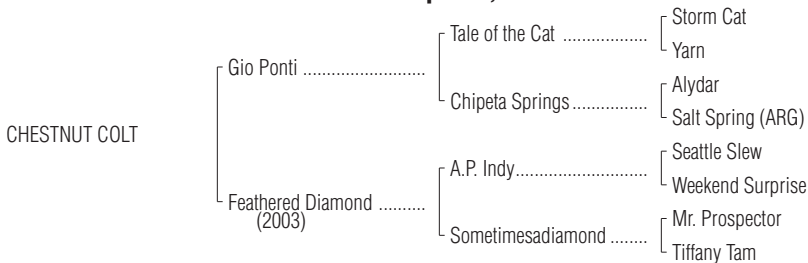 Storm Cat
Tale of the Cat ..................
Yarn
Gio Ponti ..........................
Alydar
Chipeta Springs................
Salt Spring (ARG)
CHESTNUT COLT
Seattle Slew
A.P. Indy............................
Weekend Surprise
Feathered Diamond ..........
(2003)
Mr. Prospector
Sometimesadiamond ........
Tiffany Tam